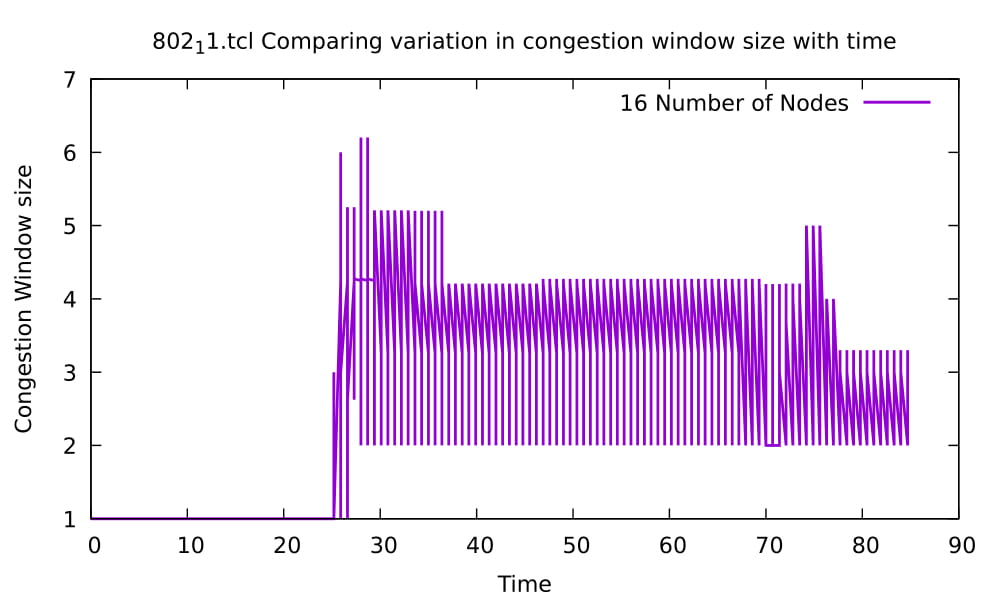 802₁1.tcl Comparing variation in congestion window size with time
16 Number of Nodes
Congestion Window size
7
6
5
4
3
2
1
0 10 20 30 40 50 60 70 80 90
Time